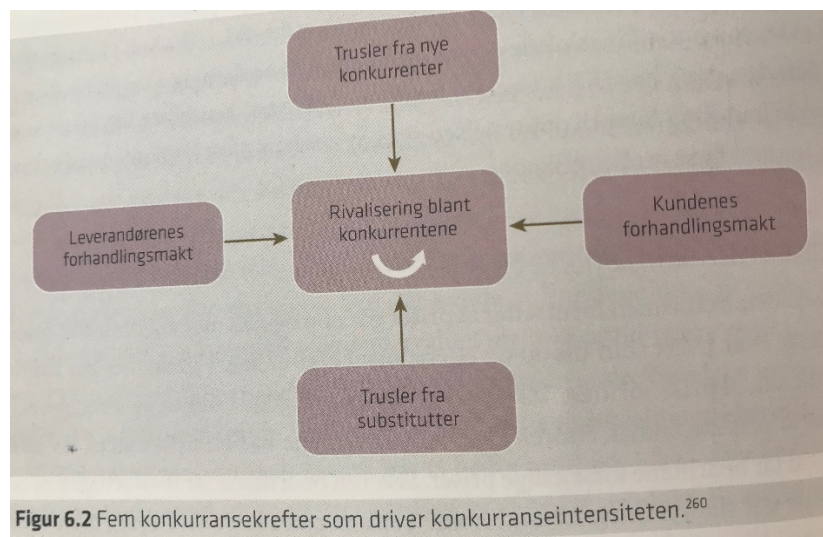 Trusler fra nye
konkurrenter
Leverandørenes
forhandlingsmakt
Rivalisering blant
konkurrentene
Kundenes
forhandlingsmakt
Trusler fra
substitutter
Figur 6.2 Fem konkurransekrefter som driver konkurranseintensiteten.260